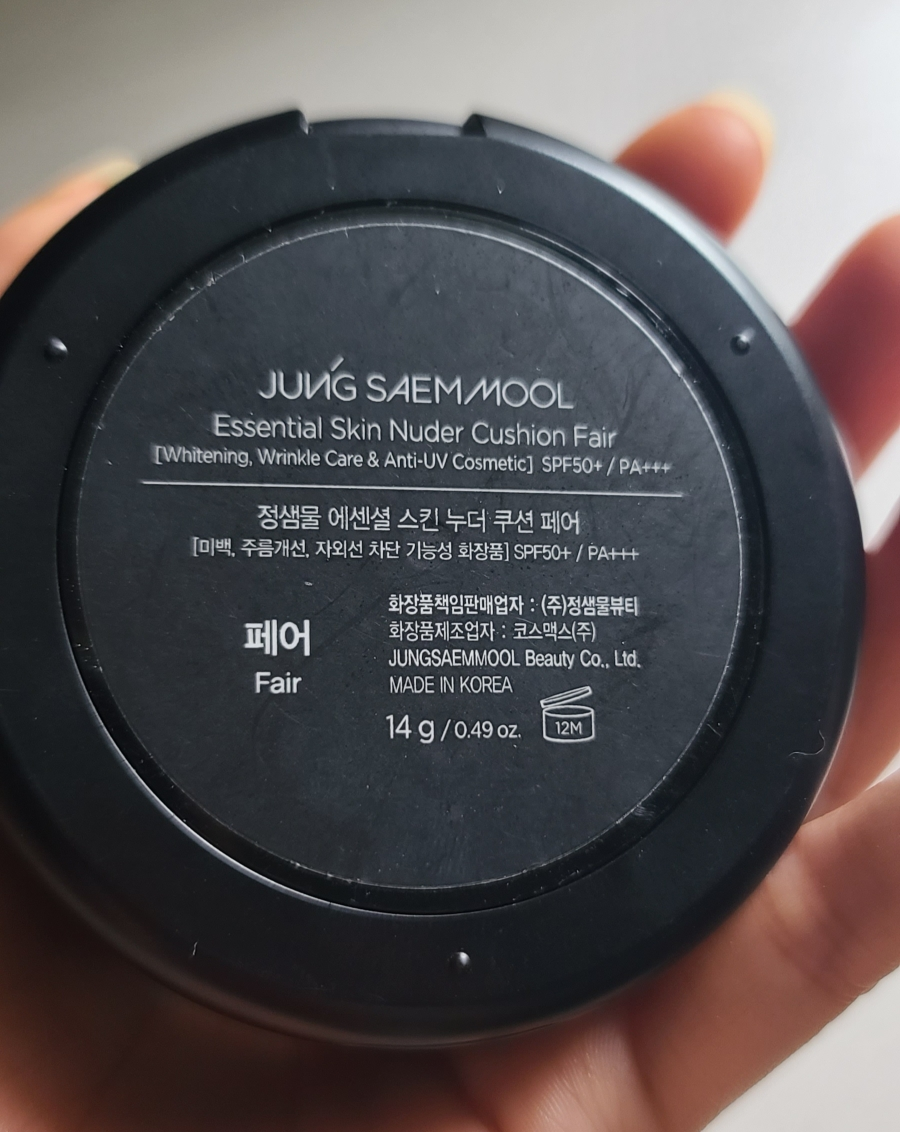 JUNG SAEMMOOL
Essential Skin Nuder Cushion Fair
[Whitening, Wrinkle Care & Anti-UV Cosmetic] SPF50+ / PA+++
정샘물 에센셜 스킨 누더 쿠션 페어
[미백, 주름개선, 자외선 차단 기능성 화장품] SPF50+ / PA+++
페어
Fair
화장품책임판매업자 : (주)정샘물뷰티
화장품제조업자 : 코스맥스(주)
JUNGSAEMMOOL Beauty Co., Ltd.
MADE IN KOREA
14 g / 0.49 oz.
12M